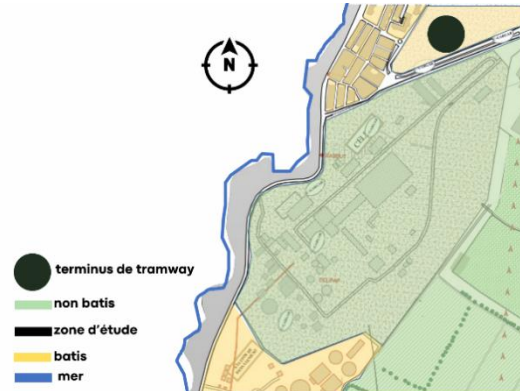 N
terminus de tramway
non batis
zone d'étude
batis
mer